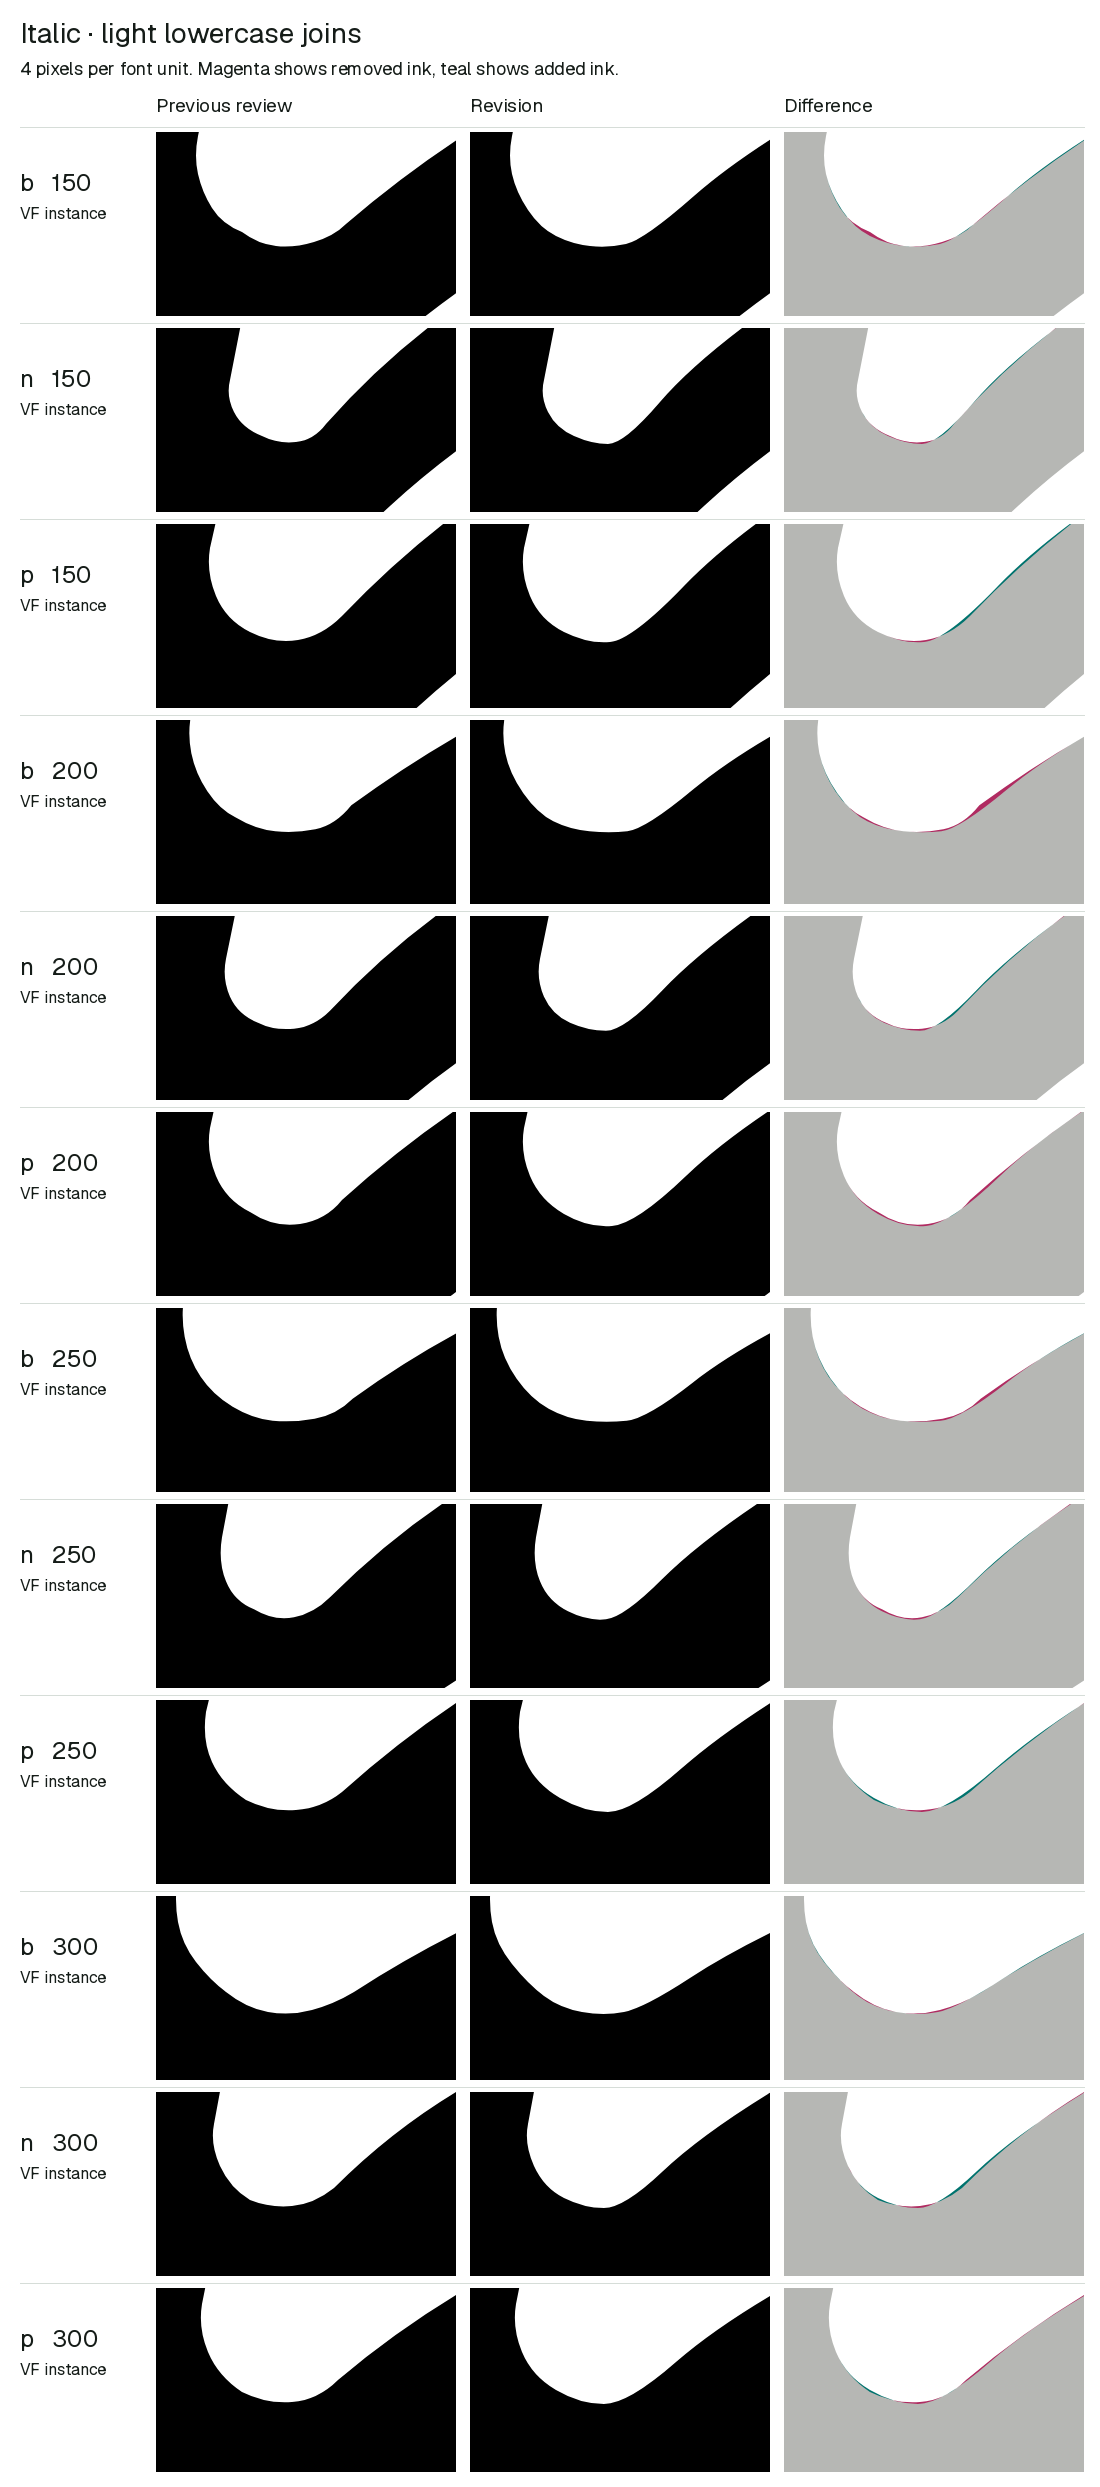 Italic · light lowercase joins
4 pixels per font unit. Magenta shows removed ink, teal shows added ink.
Previous review Revision Difference
b 150
VF instance
n 150
VF instance
p 150
VF instance
b 200
VF instance
n 200
VF instance
p 200
VF instance
b 250
VF instance
n 250
VF instance
p 250
VF instance
b 300
VF instance
n 300
VF instance
p 300
VF instance